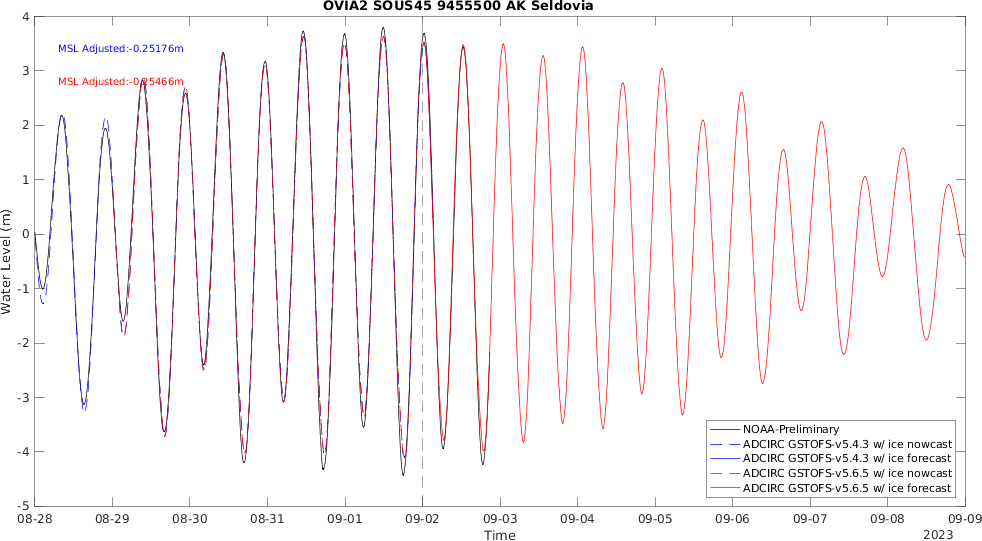 OVIA2 SOUS45 9455500 AK Seldovia
MSL Adjusted:-0.25176m
MSL Adjusted:-0.25466m
Water Level (m)
4
3
2
1
0
-1
-2
-3
-4
-5
NOAA-Preliminary
ADCIRC GSTOFS-v5.4.3 w/ ice nowcast
ADCIRC GSTOFS-v5.4.3 w/ ice forecast
ADCIRC GSTOFS-v5.6.5 w/ ice nowcast
ADCIRC GSTOFS-v5.6.5 w/ ice forecast
08-28 08-29 08-30 08-31 09-01 09-02 09-03 09-04 09-05 09-06 09-07 09-08 09-09
Time
2023